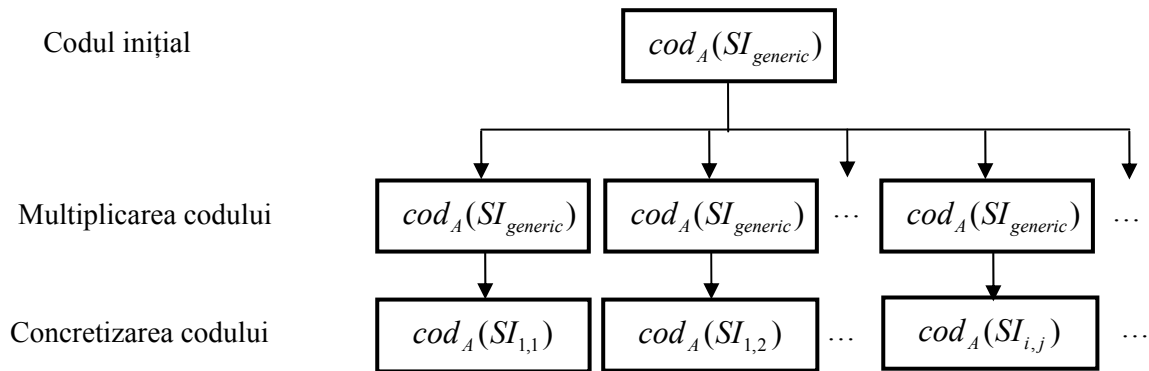 Codul inițial cod_A(SI_generic)
Multiplicarea codului cod_A(SI_generic) cod_A(SI_generic) ... cod_A(SI_generic) ...
Concretizarea codului cod_A(SI_1,1) cod_A(SI_1,2) ... cod_A(SI_i,j) ...